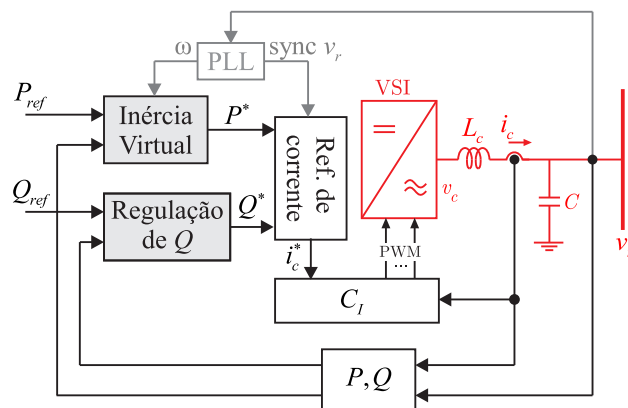 ω PLL sync v_r
P_ref
Inércia
Virtual
P*
Ref. de
corrente
VSI
L_c
i_c
v_c
C
Q_ref
Regulação
de Q
Q*
i_c*
PWM
...
C_I
P, Q